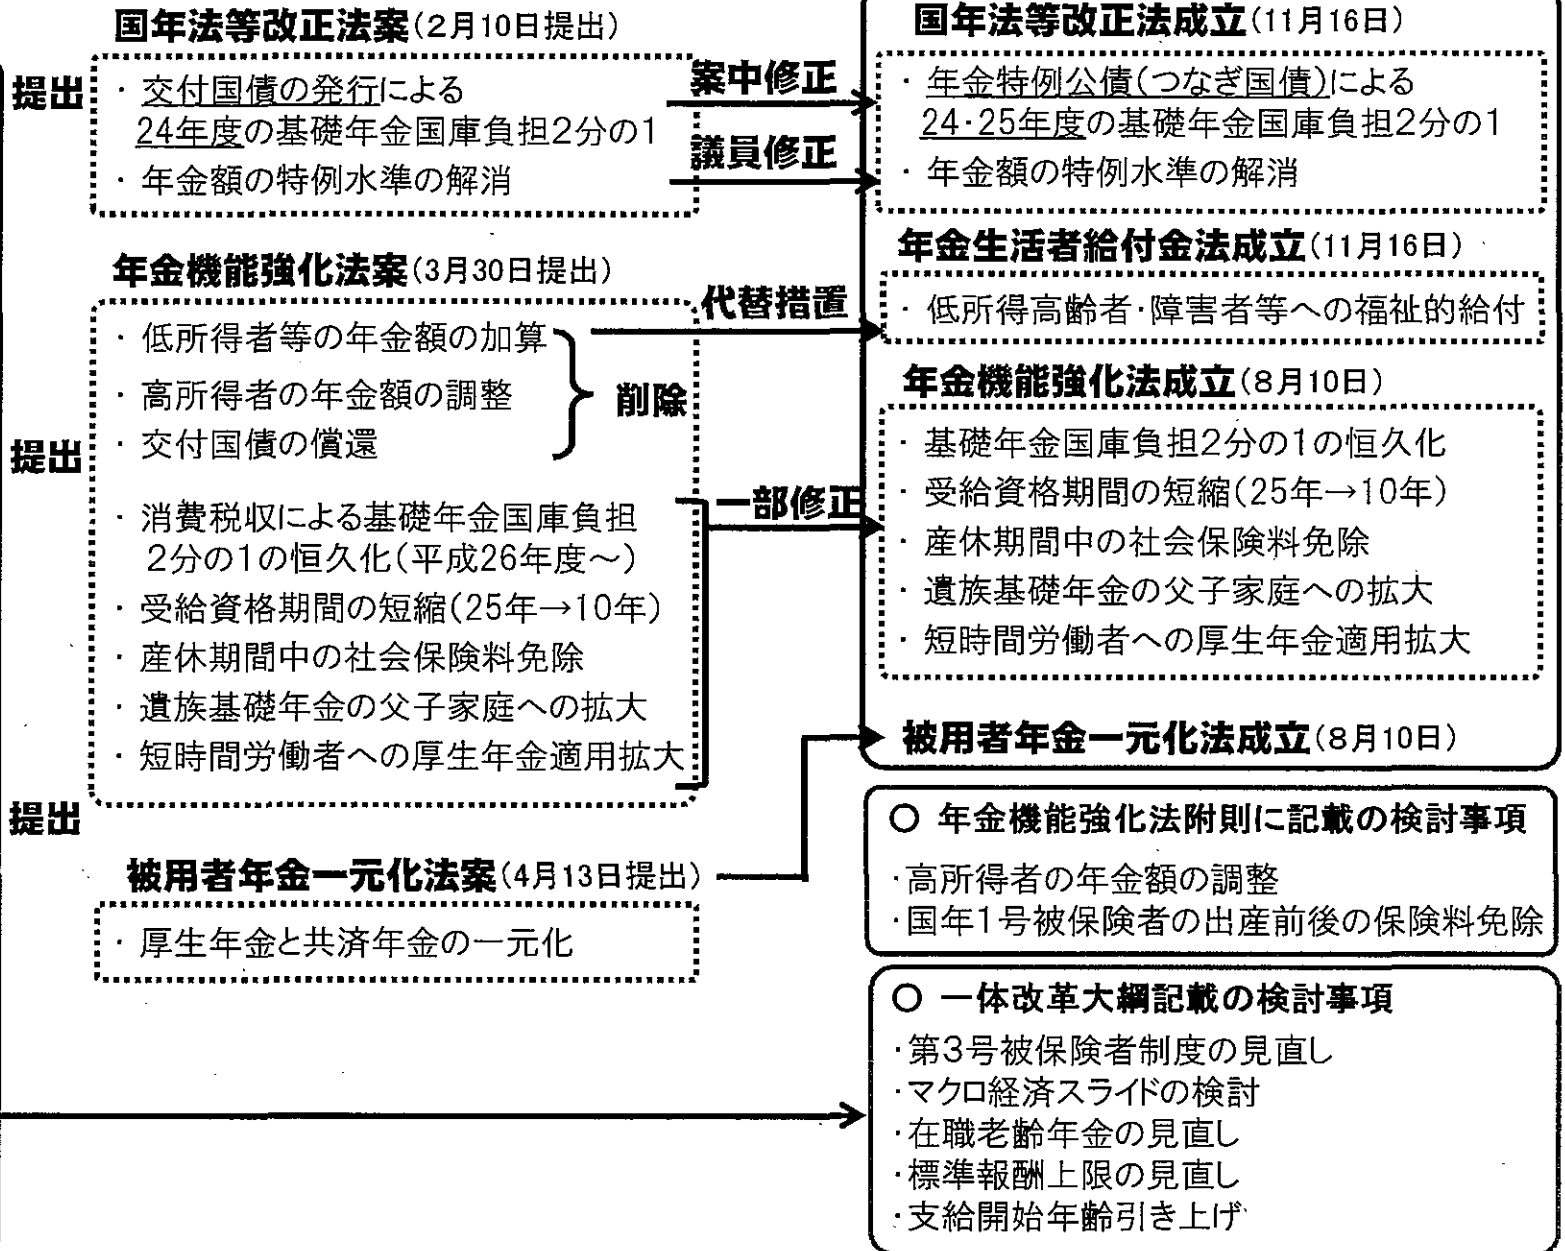 国年法等改正法案(2月10日提出)
提出
・交付国債の発行による
24年度の基礎年金国庫負担2分の1
・年金額の特例水準の解消
案中修正
議員修正
国年法等改正法成立(11月16日)
・年金特例公債(つなぎ国債)による
24・25年度の基礎年金国庫負担2分の1
・年金額の特例水準の解消
年金生活者給付金法成立(11月16日)
・低所得高齢者・障害者等への福祉的給付
年金機能強化法案(3月30日提出)
提出
・低所得者等の年金額の加算
・高所得者の年金額の調整
・交付国債の償還
削除
代替措置
・消費税収による基礎年金国庫負担
2分の1の恒久化(平成26年度～)
・受給資格期間の短縮(25年→10年)
・産休期間中の社会保険料免除
・遺族基礎年金の父子家庭への拡大
・短時間労働者への厚生年金適用拡大
一部修正
年金機能強化法成立(8月10日)
・基礎年金国庫負担2分の1の恒久化
・受給資格期間の短縮(25年→10年)
・産休期間中の社会保険料免除
・遺族基礎年金の父子家庭への拡大
・短時間労働者への厚生年金適用拡大
提出
被用者年金一元化法案(4月13日提出)
・厚生年金と共済年金の一元化
被用者年金一元化法成立(8月10日)
○ 年金機能強化法附則に記載の検討事項
・高所得者の年金額の調整
・国年1号被保険者の出産前後の保険料免除
○ 一体改革大綱記載の検討事項
・第3号被保険者制度の見直し
・マクロ経済スライドの検討
・在職老齢年金の見直し
・標準報酬上限の見直し
・支給開始年齢引き上げ